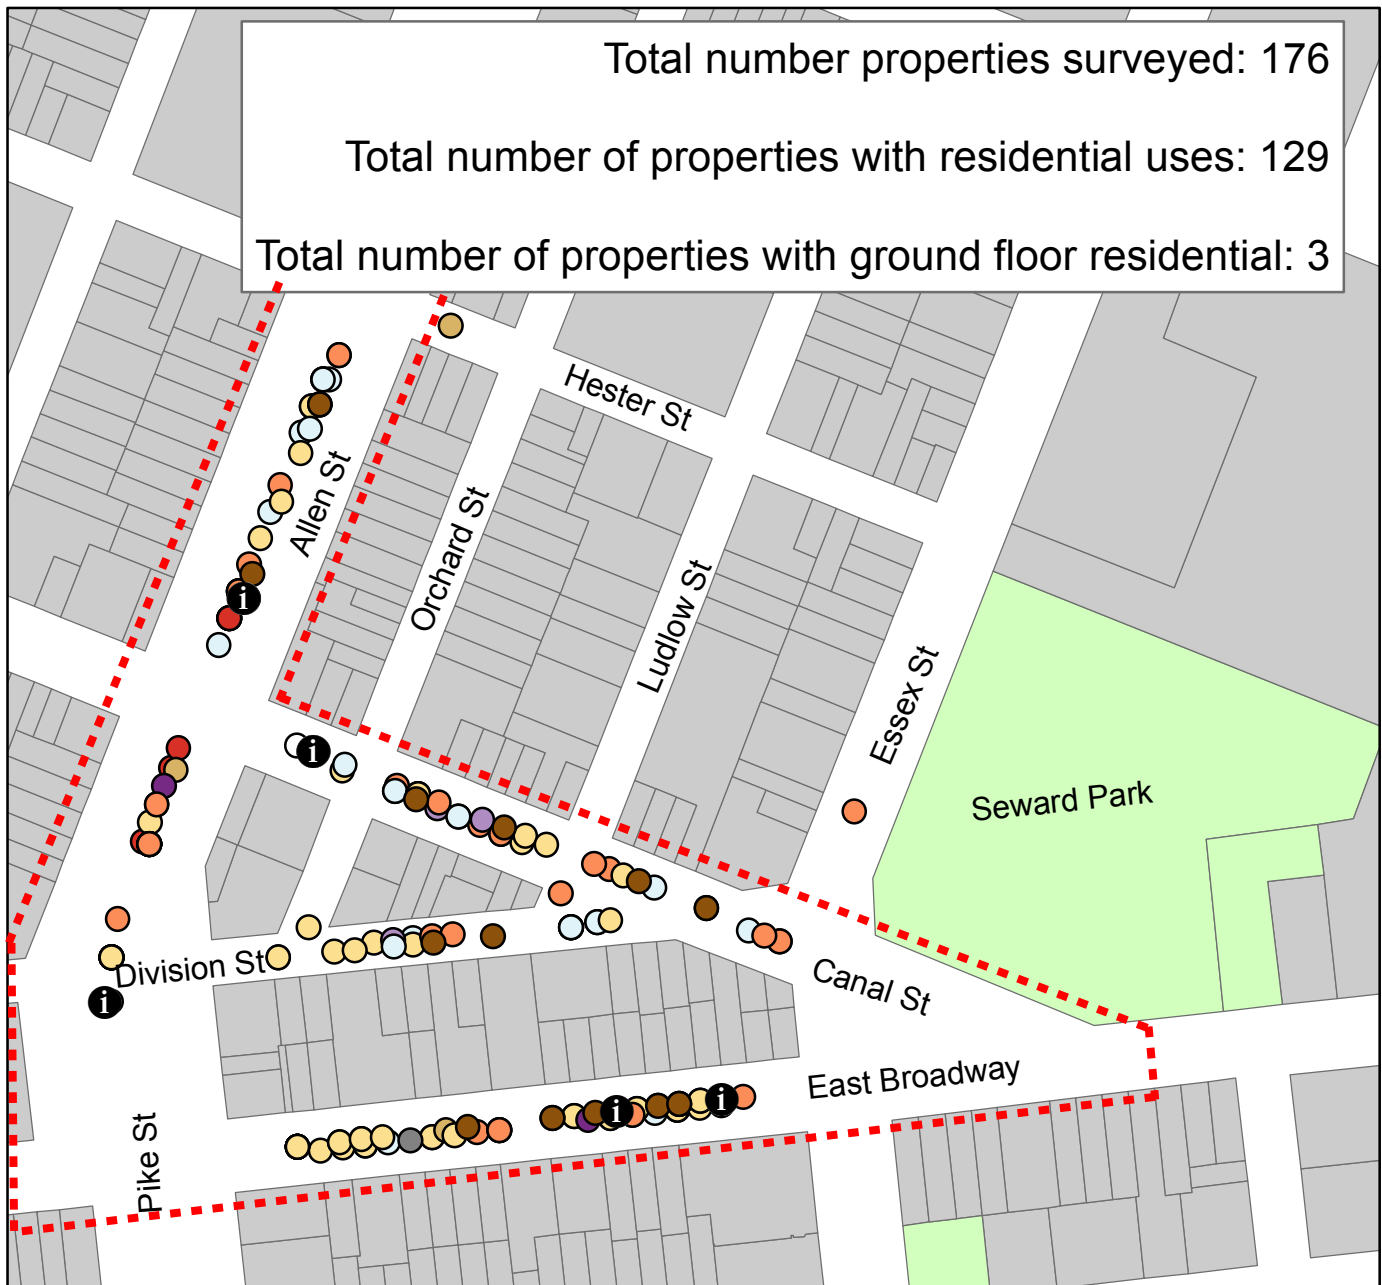 Total number properties surveyed: 176
Total number of properties with residential uses: 129
Total number of properties with ground floor residential: 3
Hester St
Allen St
Orchard St
Ludlow St
Essex St
i
Seward Park
i
Division St
Canal St
i
East Broadway
i
i
Pike St